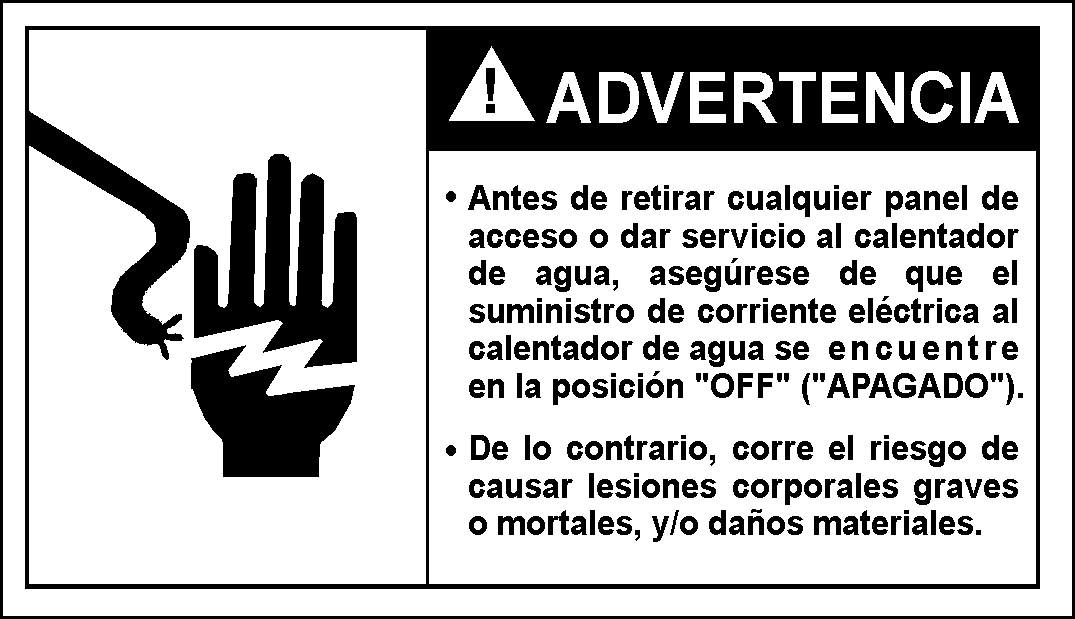 ! ADVERTENCIA
• Antes de retirar cualquier panel de
acceso o dar servicio al calentador
de agua, asegúrese de que el
suministro de corriente eléctrica al
calentador de agua se encuentre
en la posición "OFF" ("APAGADO").
• De lo contrario, corre el riesgo de
causar lesiones corporales graves
o mortales, y/o daños materiales.